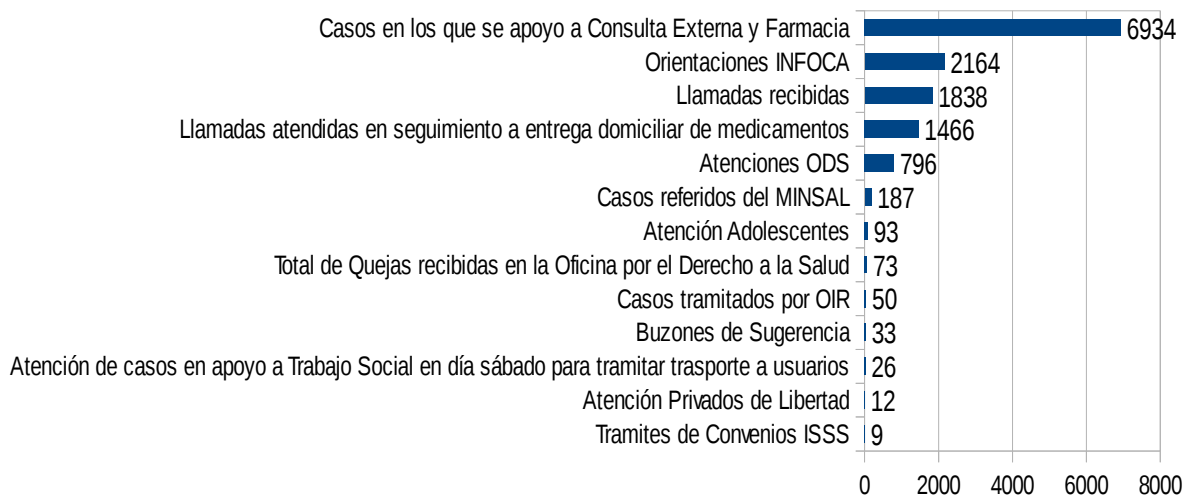 Casos en los que se apoyo a Consulta Externa y Farmacia 6934
Orientaciones INFOCA 2164
Llamadas recibidas 1838
Llamadas atendidas en seguimiento a entrega domiciliar de medicamentos 1466
Atenciones ODS 796
Casos referidos del MINSAL 187
Atención Adolescentes 93
Total de Quejas recibidas en la Oficina por el Derecho a la Salud 73
Casos tramitados por OIR 50
Buzones de Sugerencia 33
Atención de casos en apoyo a Trabajo Social en día sábado para tramitar trasporte a usuarios 26
Atención Privados de Libertad 12
Tramites de Convenios ISSS 9
0 2000 4000 6000 8000